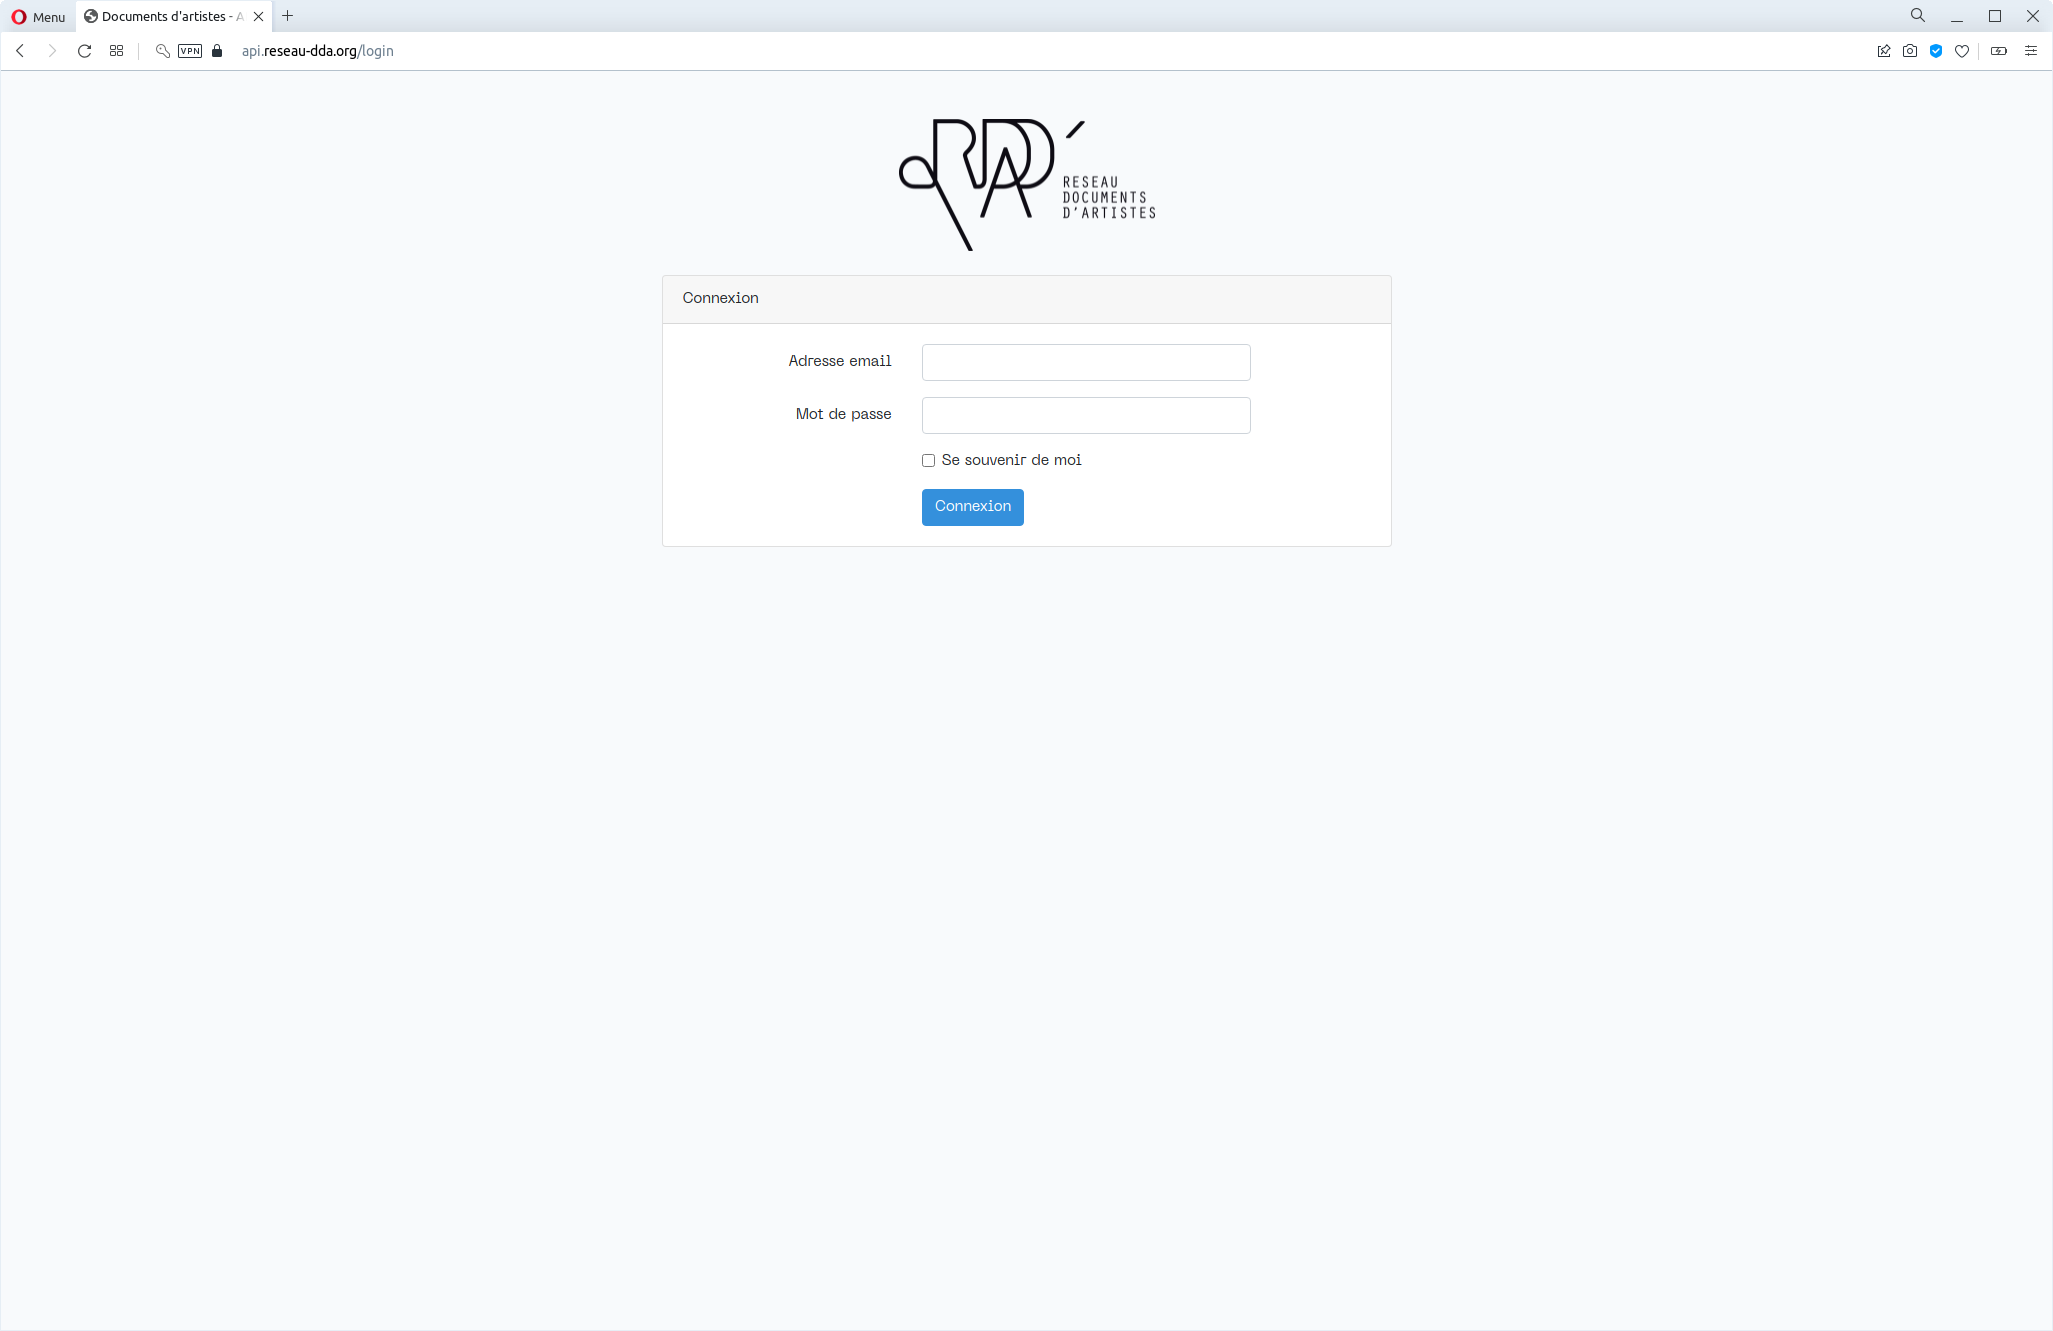 Menu
Documents d'artistes - A
VPN
api.reseau-dda.org/login
RDDA'
RESEAU
DOCUMENTS
D'ARTISTES
Connexion
Adresse email
Mot de passe
Se souvenir de moi
Connexion